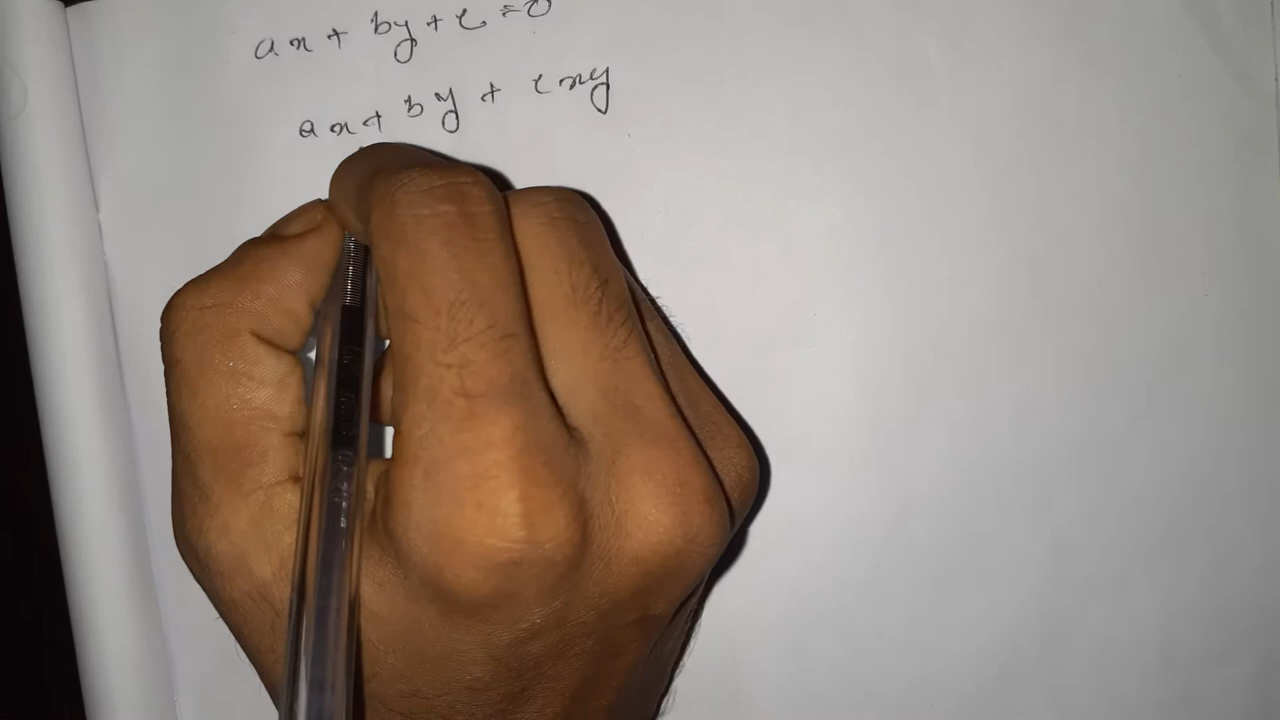 ax + by + c = 0
ax + by + cxy